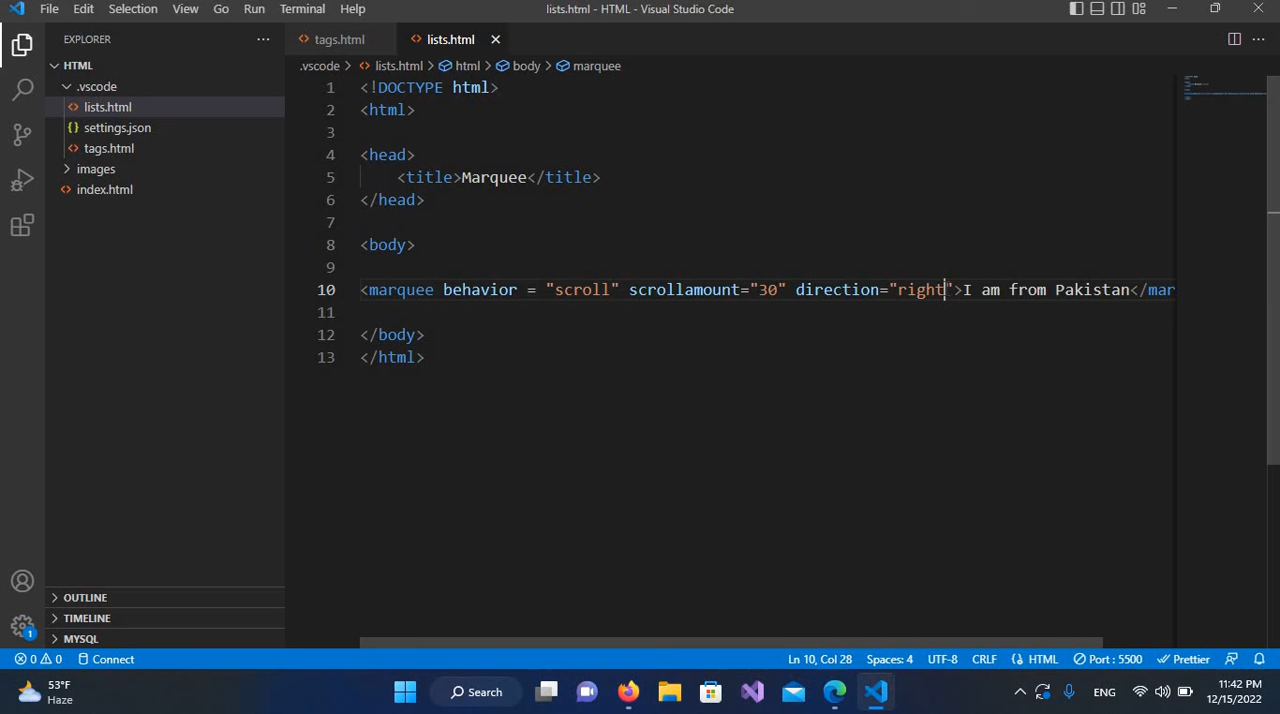 File Edit Selection View Go Run Terminal Help
lists.html - HTML - Visual Studio Code
EXPLORER
tags.html
lists.html
HTML
.vscode
lists.html
settings.json
tags.html
images
index.html
.vscode > lists.html > html > body > marquee
1 <!DOCTYPE html>
2 <html>
3
4 <head>
5 <title>Marquee</title>
6 </head>
7
8 <body>
9
10 <marquee behavior = "scroll" scrollamount="30" direction="right">I am from Pakistan</mar
11
12 </body>
13 </html>
OUTLINE
TIMELINE
MYSQL
1
0 0 Connect Ln 10, Col 28 Spaces: 4 UTF-8 CRLF HTML Port : 5500 Prettier
53°F
Haze
Search
ENG
11:42 PM
12/15/2022